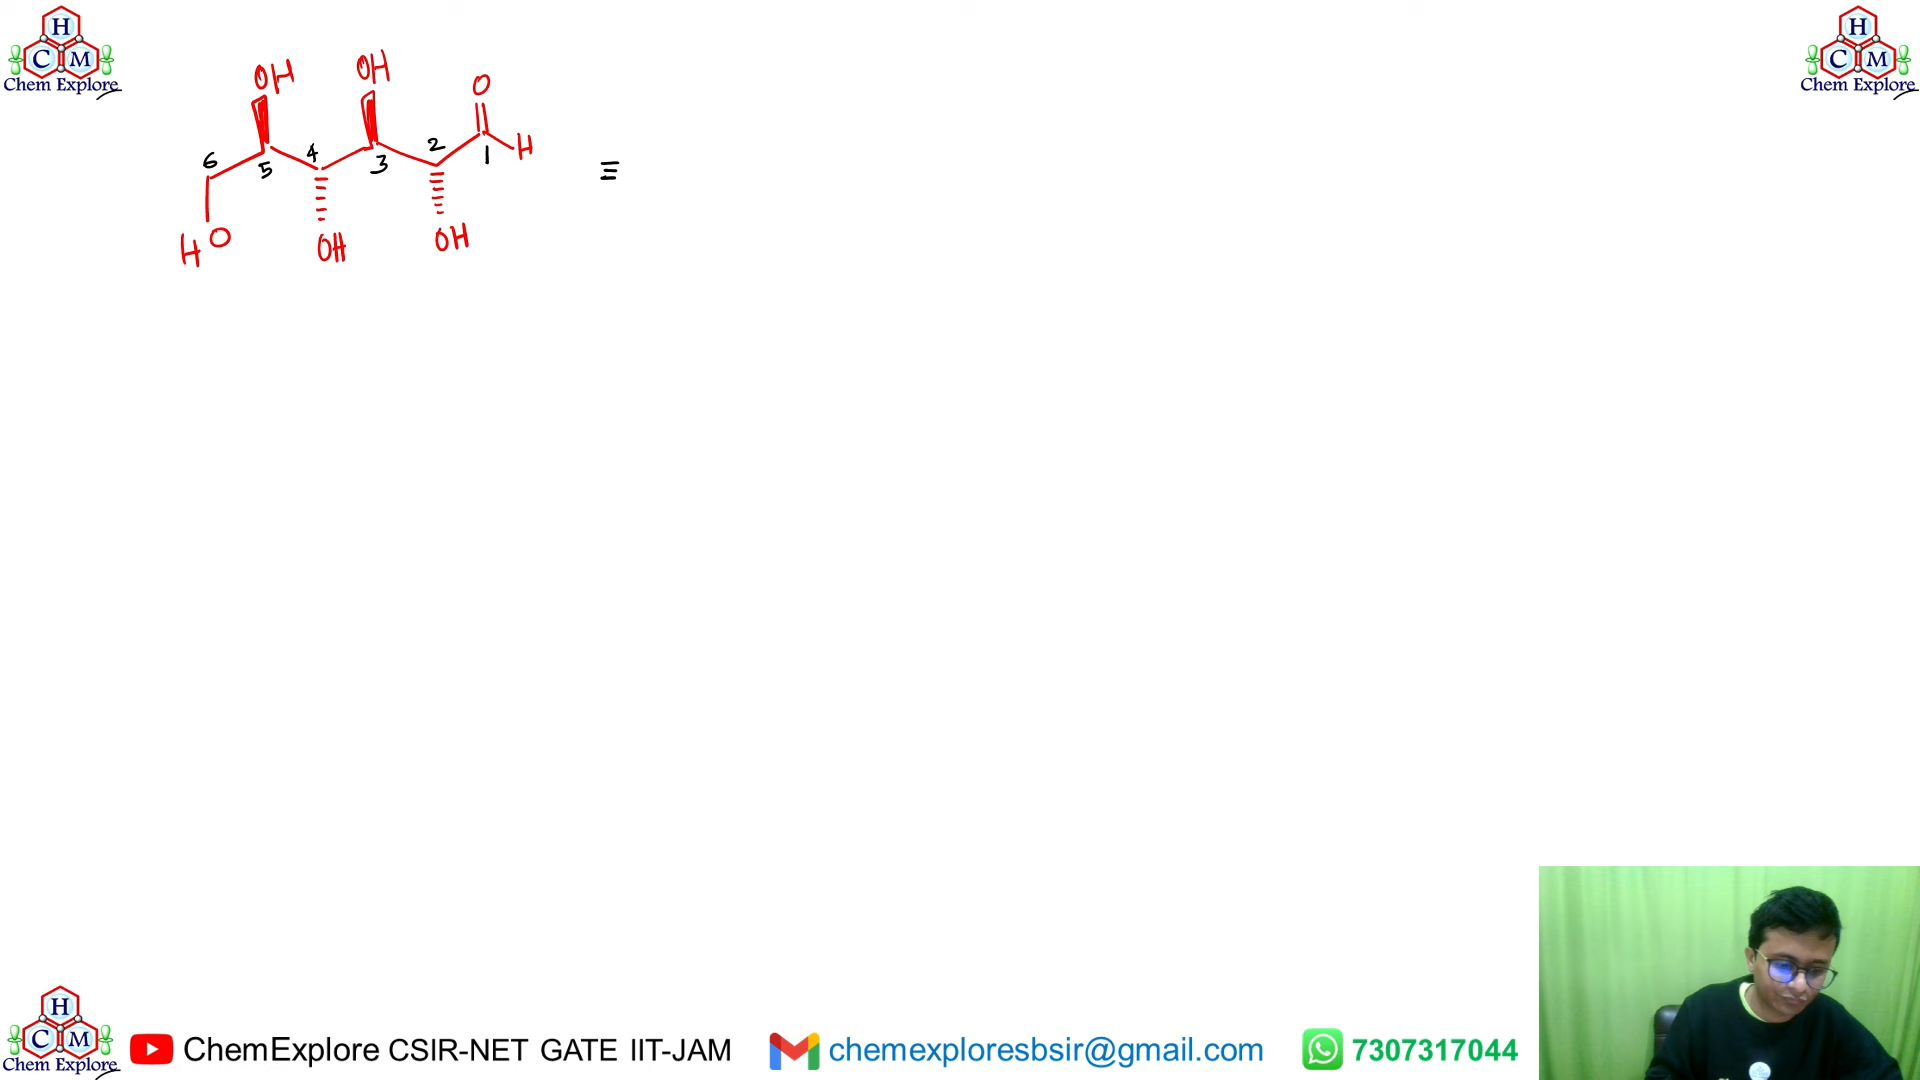 H
C M
Chem Explore
H
C M
Chem Explore
OH OH O
6 5 4 3 2 1 H
≡
HO OH OH
H
C M
Chem Explore
ChemExplore CSIR-NET GATE IIT-JAM
chemexploresbsir@gmail.com
7307317044